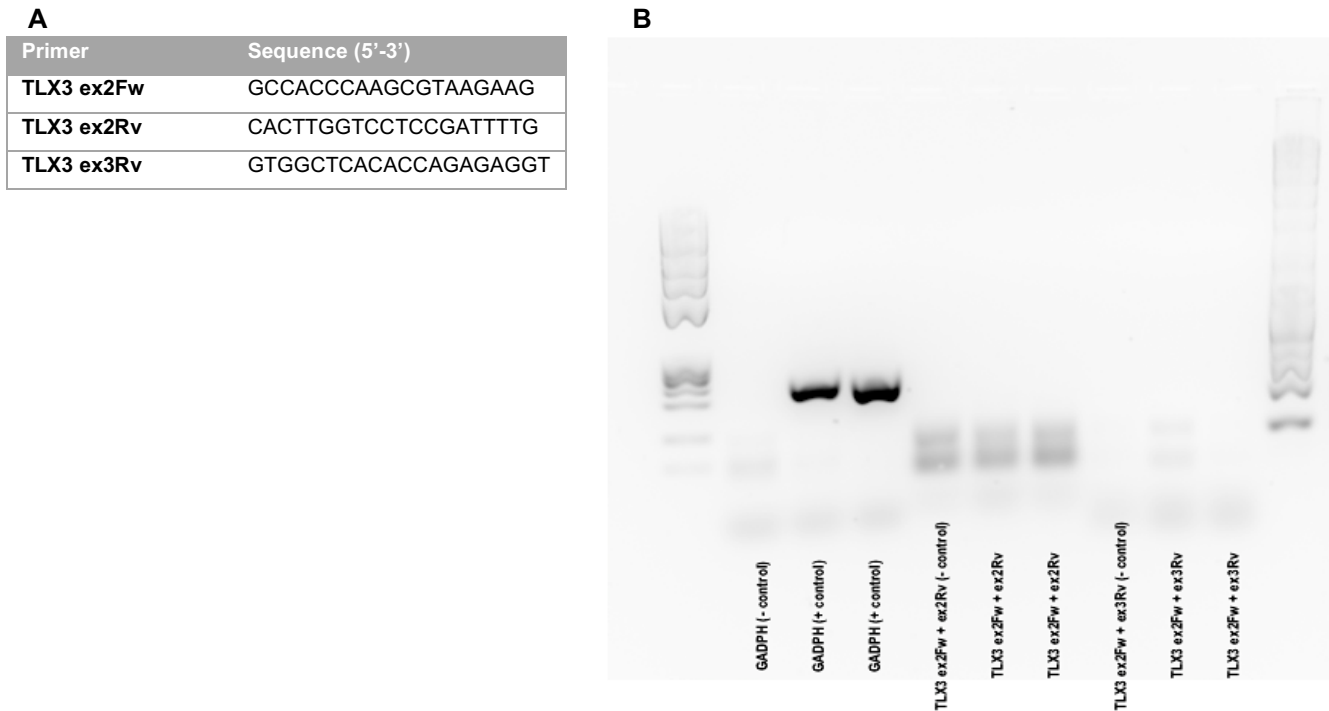 A
Primer Sequence (5'-3')
TLX3 ex2Fw GCCACCCAAGCGTAAGAAG
TLX3 ex2Rv CACTTGGTCCTCCGATTTTG
TLX3 ex3Rv GTGGCTCACACCAGAGAGGT
B
GADPH (- control)
GADPH (+ control)
GADPH (+ control)
TLX3 ex2Fw + ex2Rv (- control)
TLX3 ex2Fw + ex2Rv
TLX3 ex2Fw + ex2Rv
TLX3 ex2Fw + ex3Rv (- control)
TLX3 ex2Fw + ex3Rv
TLX3 ex2Fw + ex3Rv